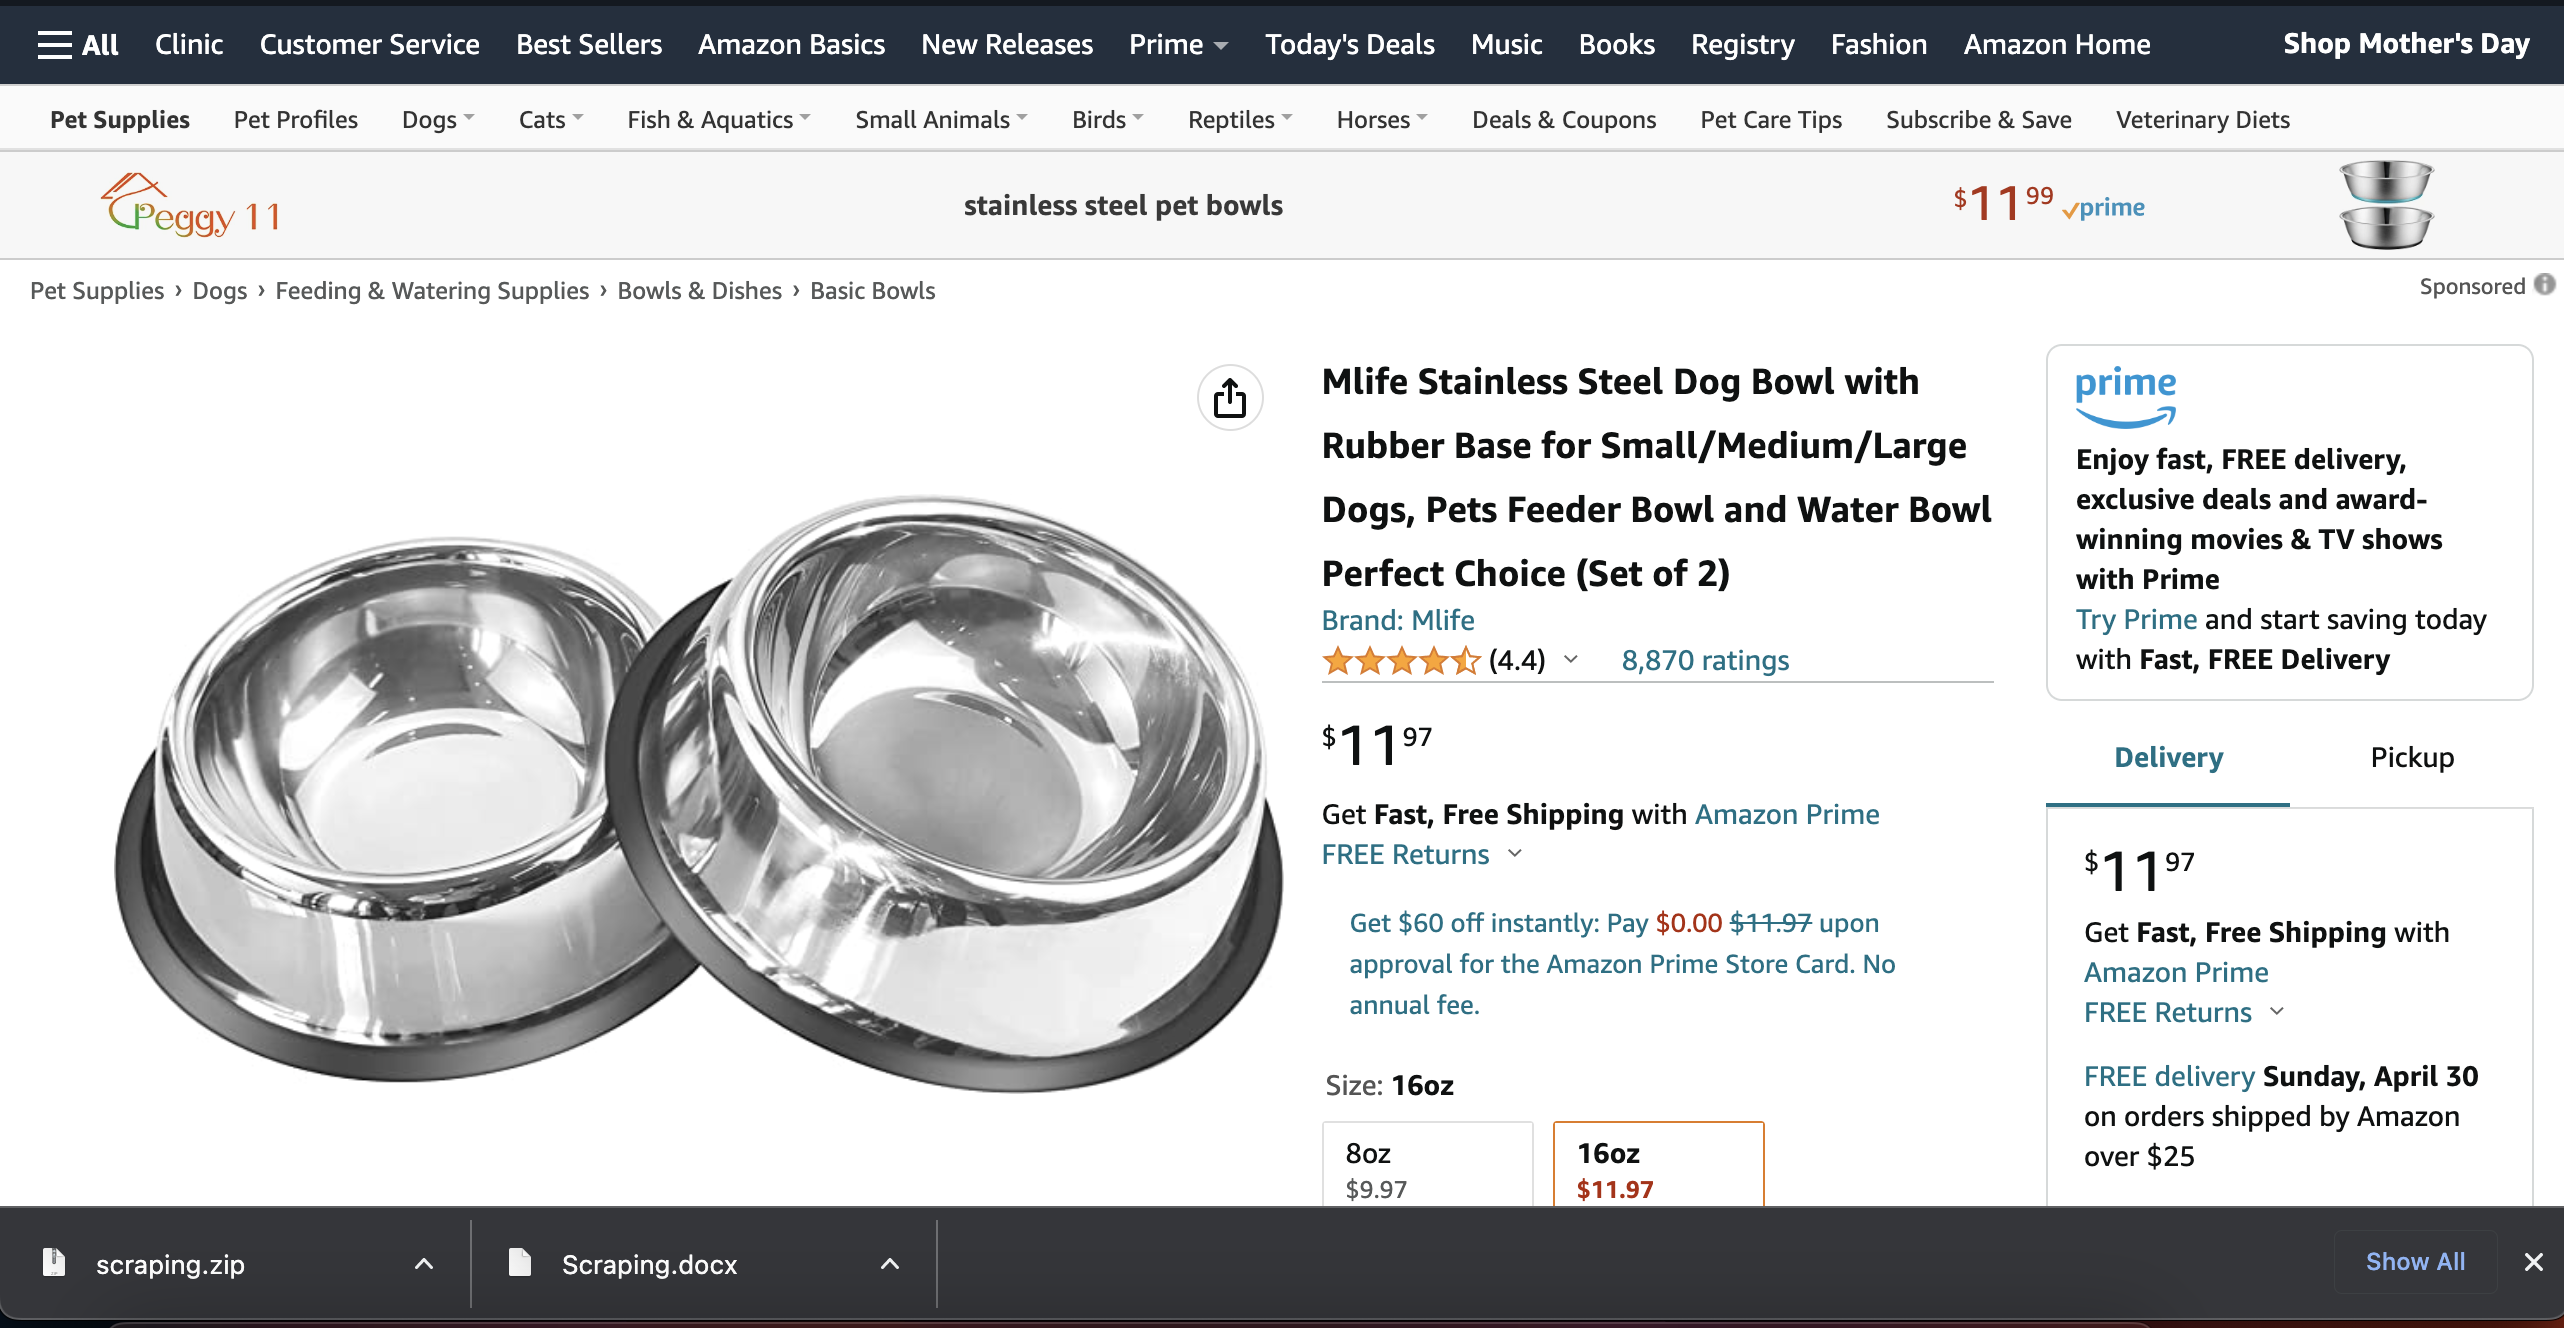 All Clinic Customer Service Best Sellers Amazon Basics New Releases Prime Today's Deals Music Books Registry Fashion Amazon Home Shop Mother's Day
Pet Supplies Pet Profiles Dogs Cats Fish & Aquatics Small Animals Birds Reptiles Horses Deals & Coupons Pet Care Tips Subscribe & Save Veterinary Diets
Peggy 11 stainless steel pet bowls $11 99 prime
Pet Supplies › Dogs › Feeding & Watering Supplies › Bowls & Dishes › Basic Bowls
Sponsored
Mlife Stainless Steel Dog Bowl with
Rubber Base for Small/Medium/Large
Dogs, Pets Feeder Bowl and Water Bowl
Perfect Choice (Set of 2)
Brand: Mlife
(4.4) 8,870 ratings
$11 97
Get Fast, Free Shipping with Amazon Prime
FREE Returns
Get $60 off instantly: Pay $0.00 $11.97 upon
approval for the Amazon Prime Store Card. No
annual fee.
Size: 16oz
8oz
$9.97
16oz
$11.97
prime
Enjoy fast, FREE delivery,
exclusive deals and award-
winning movies & TV shows
with Prime
Try Prime and start saving today
with Fast, FREE Delivery
Delivery Pickup
$11 97
Get Fast, Free Shipping with
Amazon Prime
FREE Returns
FREE delivery Sunday, April 30
on orders shipped by Amazon
over $25
scraping.zip Scraping.docx Show All